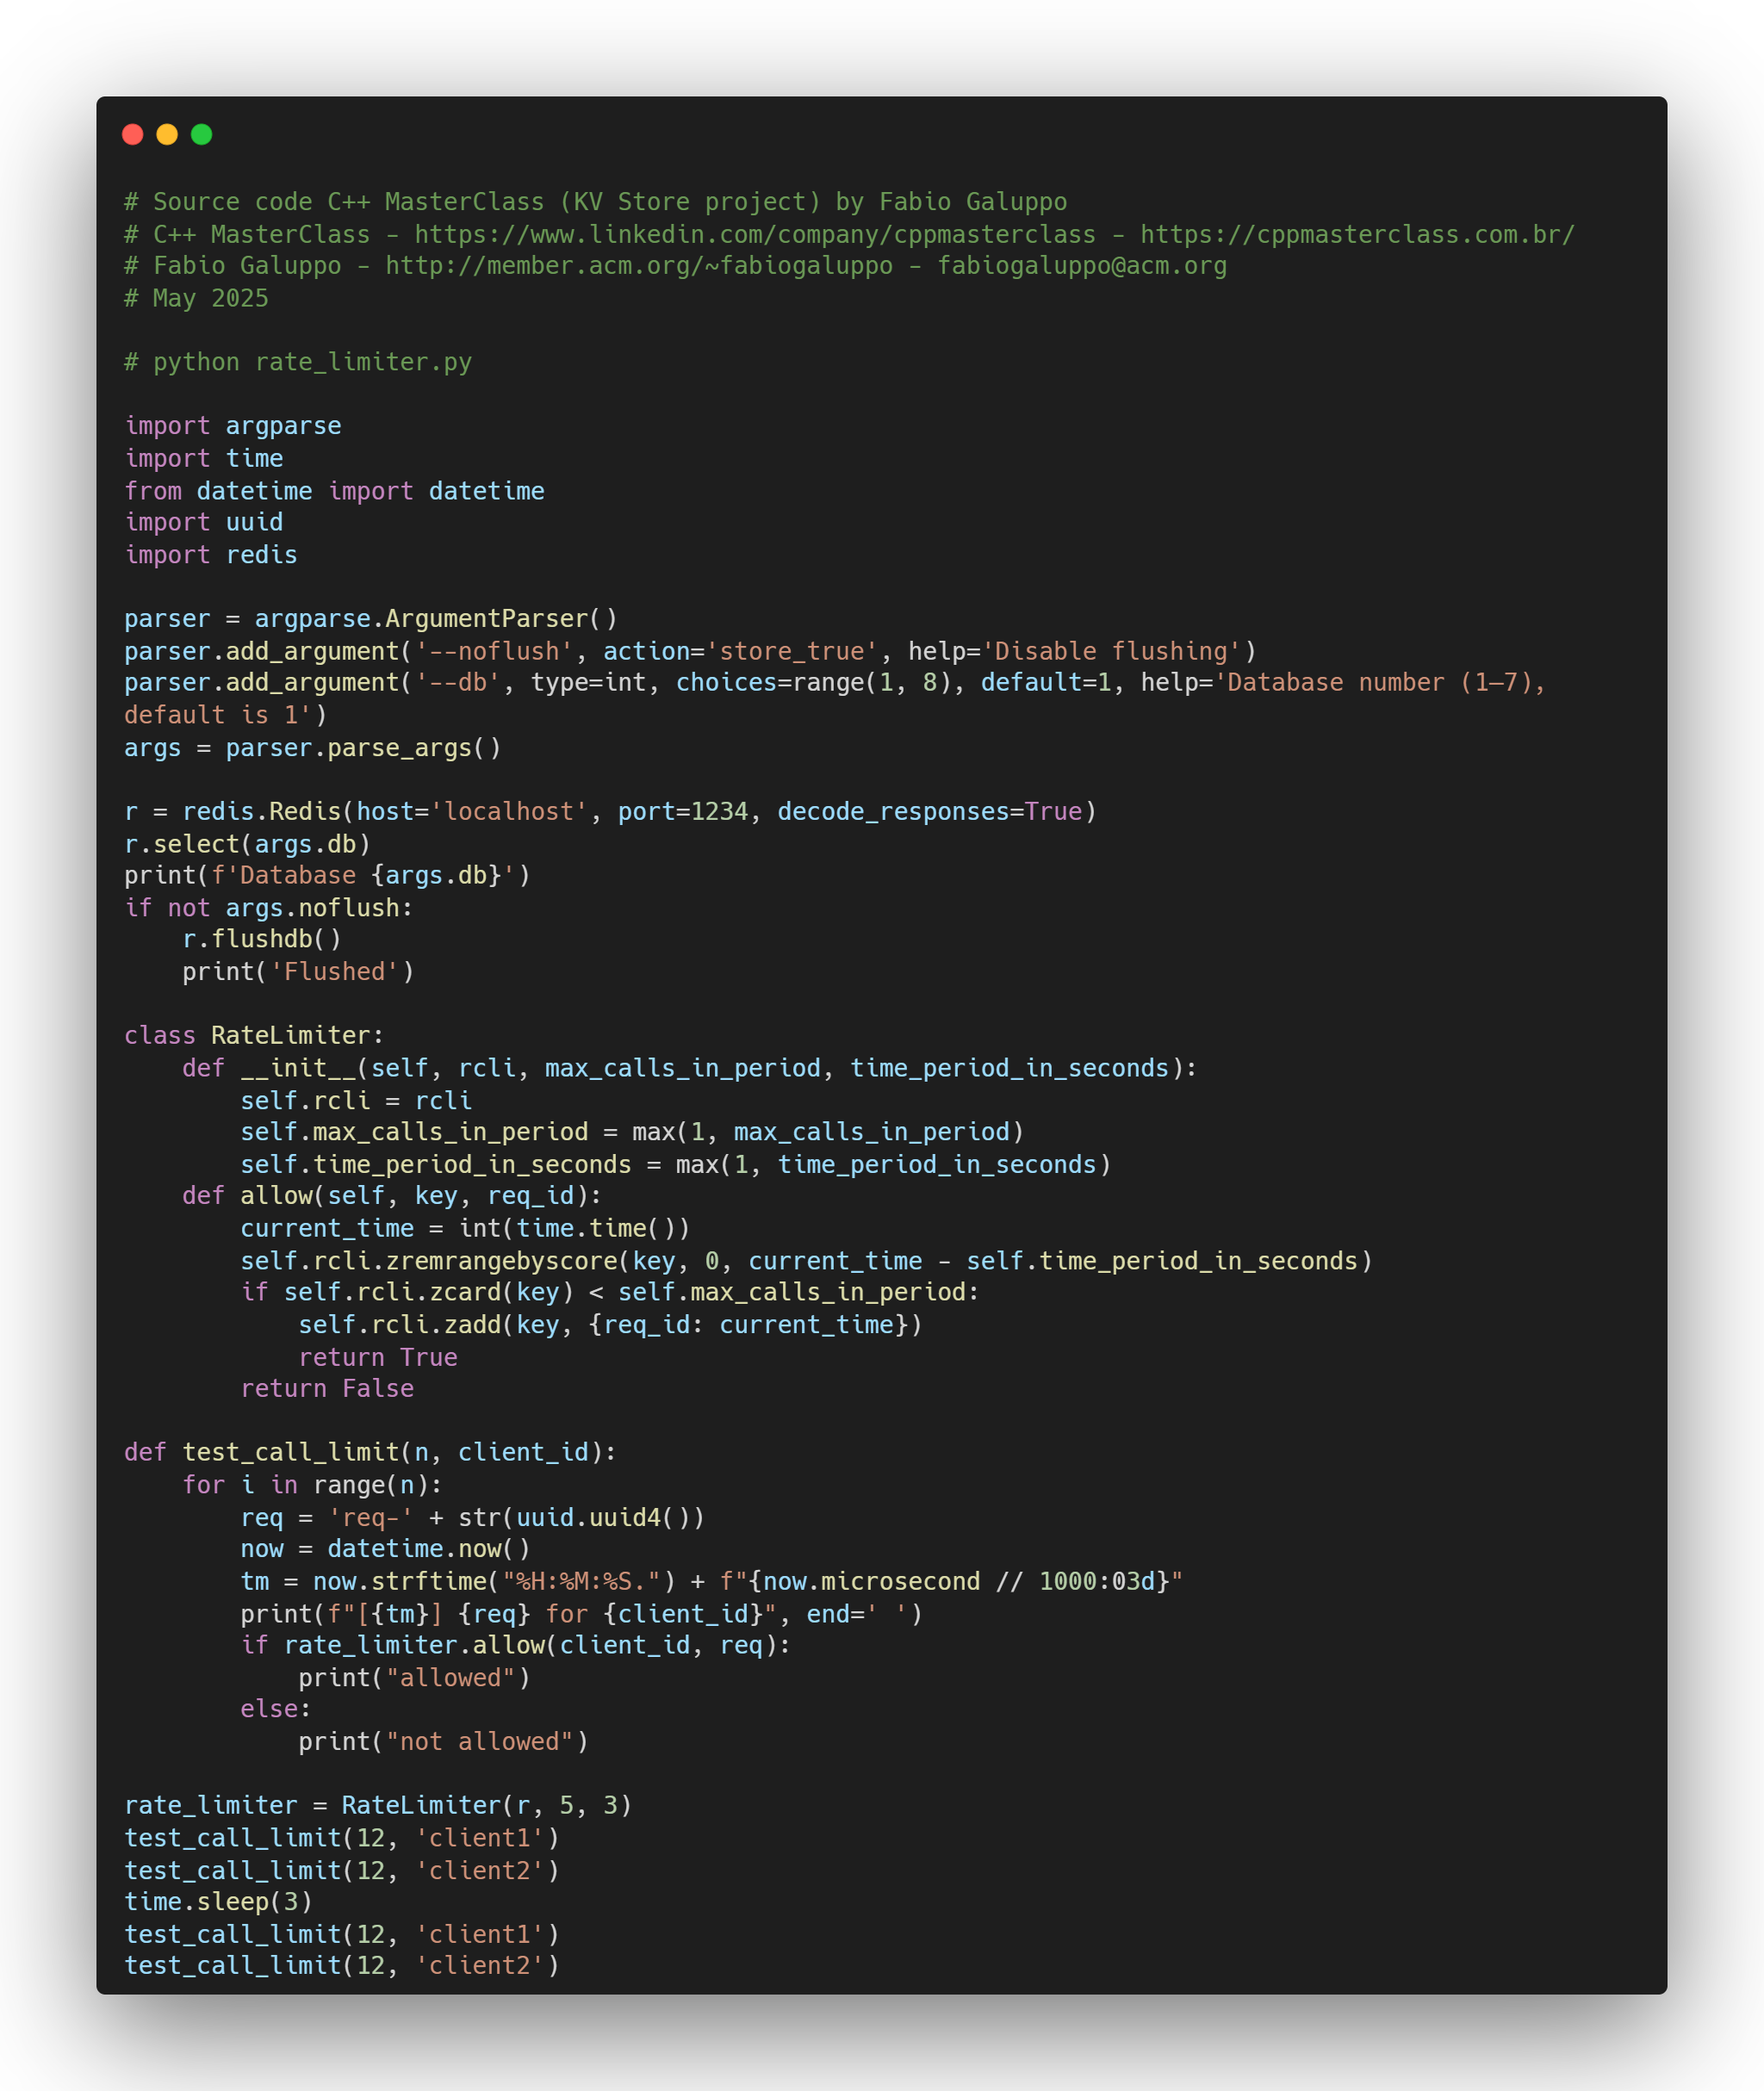 # Source code C++ MasterClass (KV Store project) by Fabio Galuppo
# C++ MasterClass - https://www.linkedin.com/company/cppmasterclass - https://cppmasterclass.com.br/
# Fabio Galuppo - http://member.acm.org/~fabiogaluppo - fabiogaluppo@acm.org
# May 2025

# python rate_limiter.py

import argparse
import time
from datetime import datetime
import uuid
import redis

parser = argparse.ArgumentParser()
parser.add_argument('--noflush', action='store_true', help='Disable flushing')
parser.add_argument('--db', type=int, choices=range(1, 8), default=1, help='Database number (1–7),
default is 1')
args = parser.parse_args()

r = redis.Redis(host='localhost', port=1234, decode_responses=True)
r.select(args.db)
print(f'Database {args.db}')
if not args.noflush:
    r.flushdb()
    print('Flushed')

class RateLimiter:
    def __init__(self, rcli, max_calls_in_period, time_period_in_seconds):
        self.rcli = rcli
        self.max_calls_in_period = max(1, max_calls_in_period)
        self.time_period_in_seconds = max(1, time_period_in_seconds)
    def allow(self, key, req_id):
        current_time = int(time.time())
        self.rcli.zremrangebyscore(key, 0, current_time - self.time_period_in_seconds)
        if self.rcli.zcard(key) < self.max_calls_in_period:
            self.rcli.zadd(key, {req_id: current_time})
            return True
        return False

def test_call_limit(n, client_id):
    for i in range(n):
        req = 'req-' + str(uuid.uuid4())
        now = datetime.now()
        tm = now.strftime("%H:%M:%S.") + f"{now.microsecond // 1000:03d}"
        print(f"[{tm}] {req} for {client_id}", end=' ')
        if rate_limiter.allow(client_id, req):
            print("allowed")
        else:
            print("not allowed")

rate_limiter = RateLimiter(r, 5, 3)
test_call_limit(12, 'client1')
test_call_limit(12, 'client2')
time.sleep(3)
test_call_limit(12, 'client1')
test_call_limit(12, 'client2')